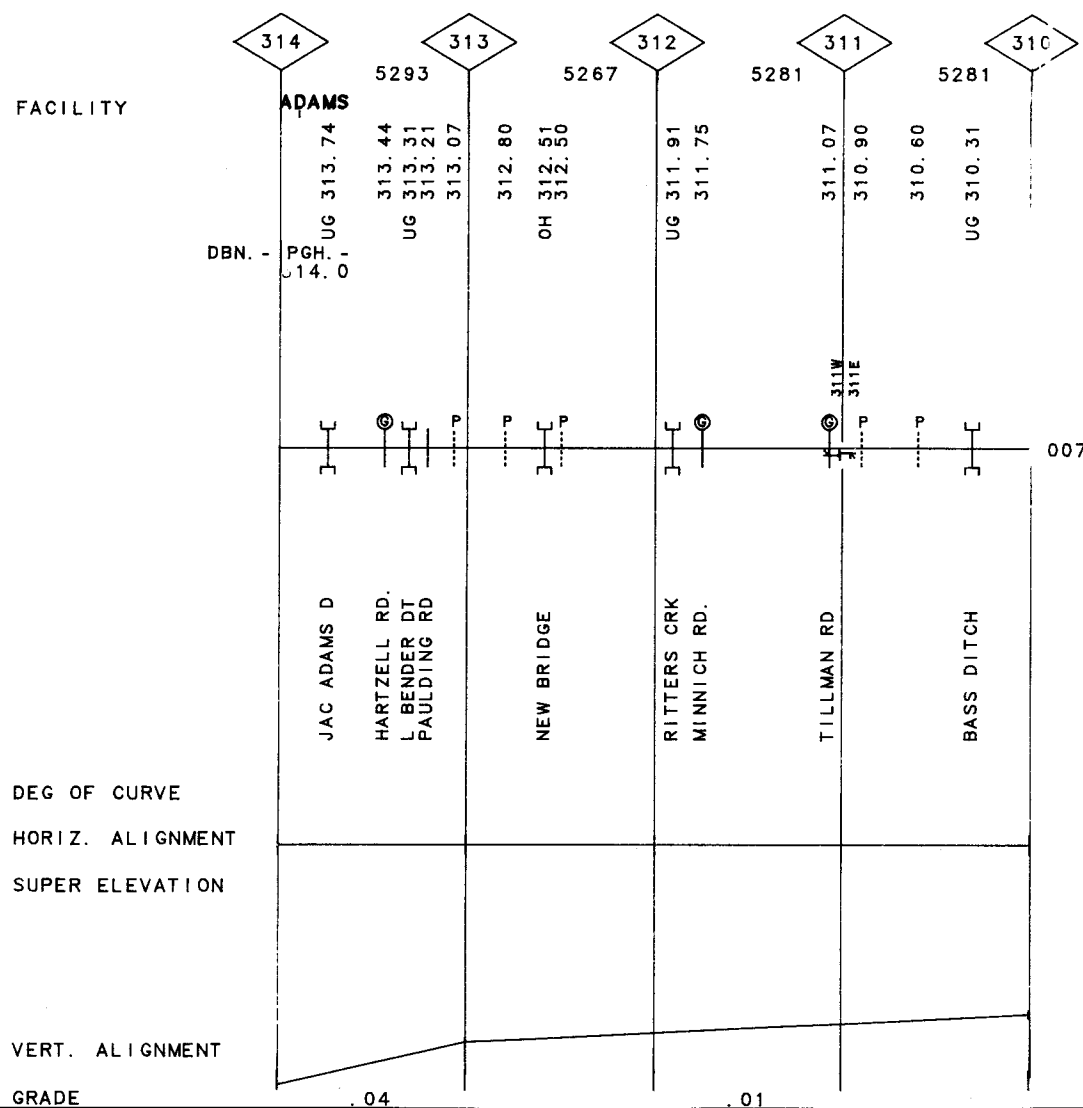 314 313 312 311 310
5293 5267 5281 5281
FACILITY
ADAMS
UG 313.74
313.44
UG 313.31
313.21
313.07
312.80
OH 312.51
312.50
UG 311.91
311.75
311.07
310.90
310.60
UG 310.31
DBN. - PGH. -
14.0
311W
311E
G P P P G G P P
007
JAC ADAMS D
HARTZELL RD.
L BENDER DT
PAULDING RD
NEW BRIDGE
RITTERS CRK
MINNICH RD.
TILLMAN RD
BASS DITCH
DEG OF CURVE
HORIZ. ALIGNMENT
SUPER ELEVATION
VERT. ALIGNMENT
GRADE .04 .01